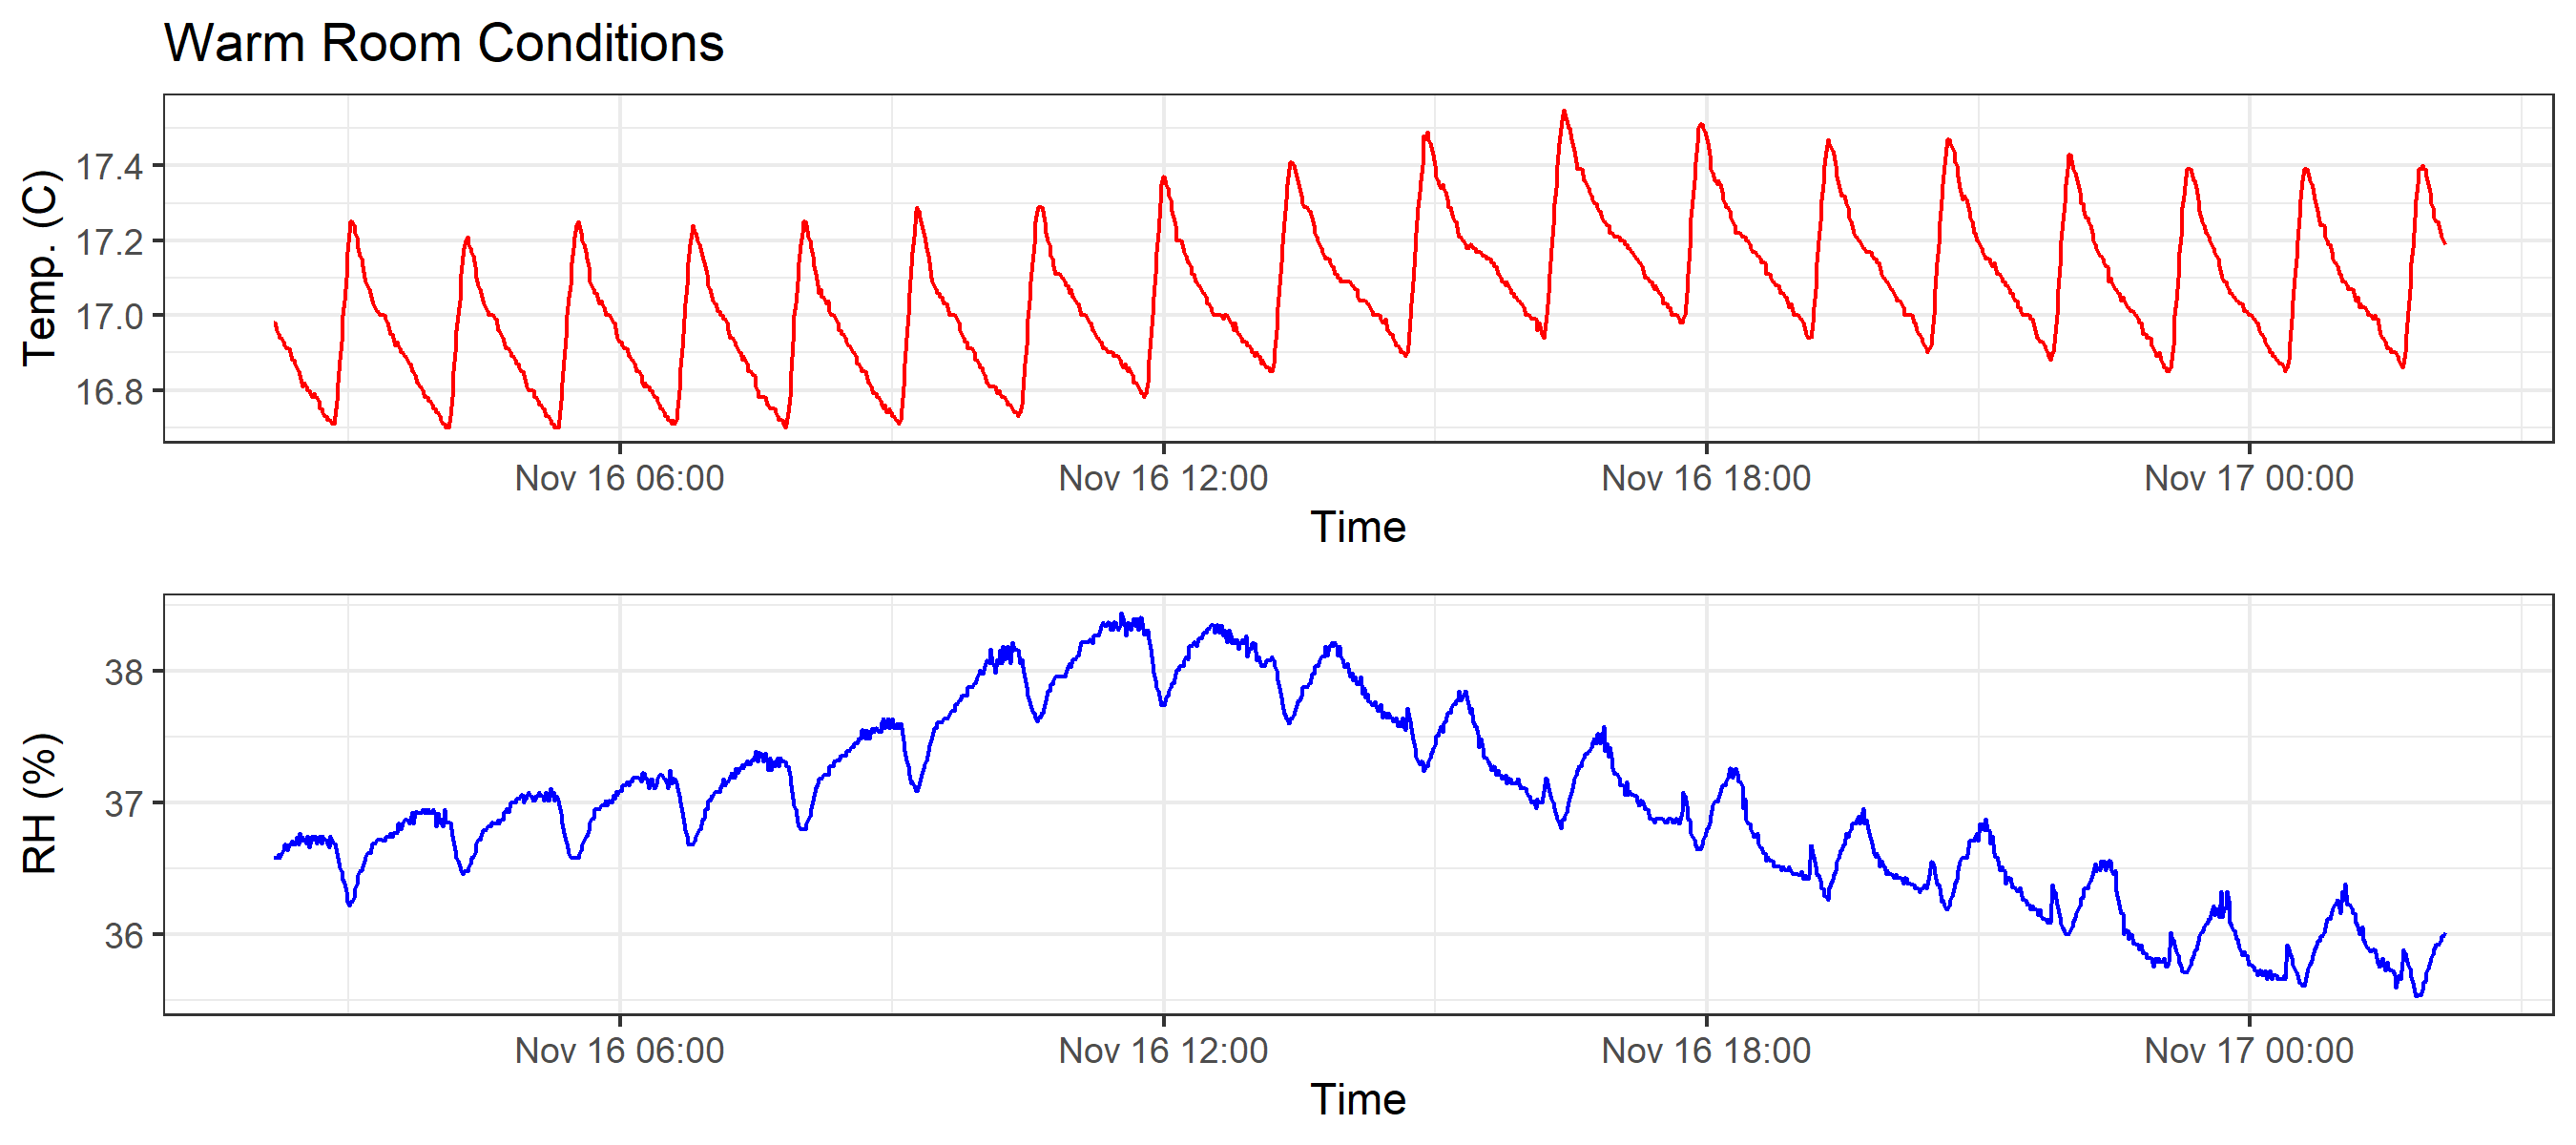 Warm Room Conditions
Temp. (C)
17.4
17.2
17.0
16.8
Nov 16 06:00 Nov 16 12:00 Nov 16 18:00 Nov 17 00:00
Time
RH (%)
38
37
36
Nov 16 06:00 Nov 16 12:00 Nov 16 18:00 Nov 17 00:00
Time